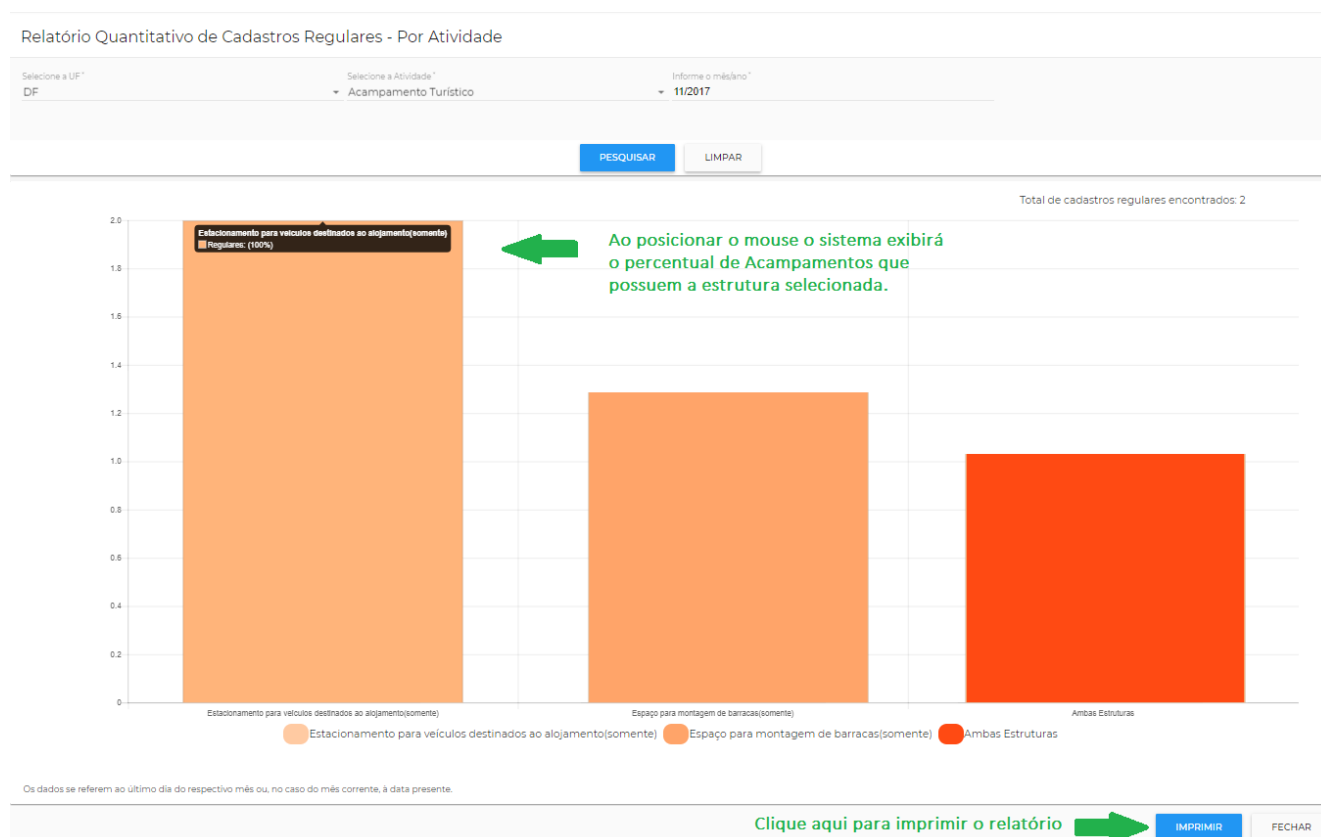 Relatório Quantitativo de Cadastros Regulares - Por Atividade
Selecione a UF*
Selecione a Atividade*
Informe o mês/ano*
DF
Acampamento Turístico
11/2017
PESQUISAR
LIMPAR
Total de cadastros regulares encontrados: 2
2.0
1.8
1.6
1.4
1.2
1.0
0.8
0.6
0.4
0.2
0
Estacionamento para veículos destinados ao alojamento(somente)
Regulares: (100%)
Ao posicionar o mouse o sistema exibirá
o percentual de Acampamentos que
possuem a estrutura selecionada.
Estacionamento para veículos destinados ao alojamento(somente)
Espaço para montagem de barracas(somente)
Ambas Estruturas
Estacionamento para veículos destinados ao alojamento(somente)
Espaço para montagem de barracas(somente)
Ambas Estruturas
Os dados se referem ao último dia do respectivo mês ou, no caso do mês corrente, à data presente.
Clique aqui para imprimir o relatório
IMPRIMIR
FECHAR